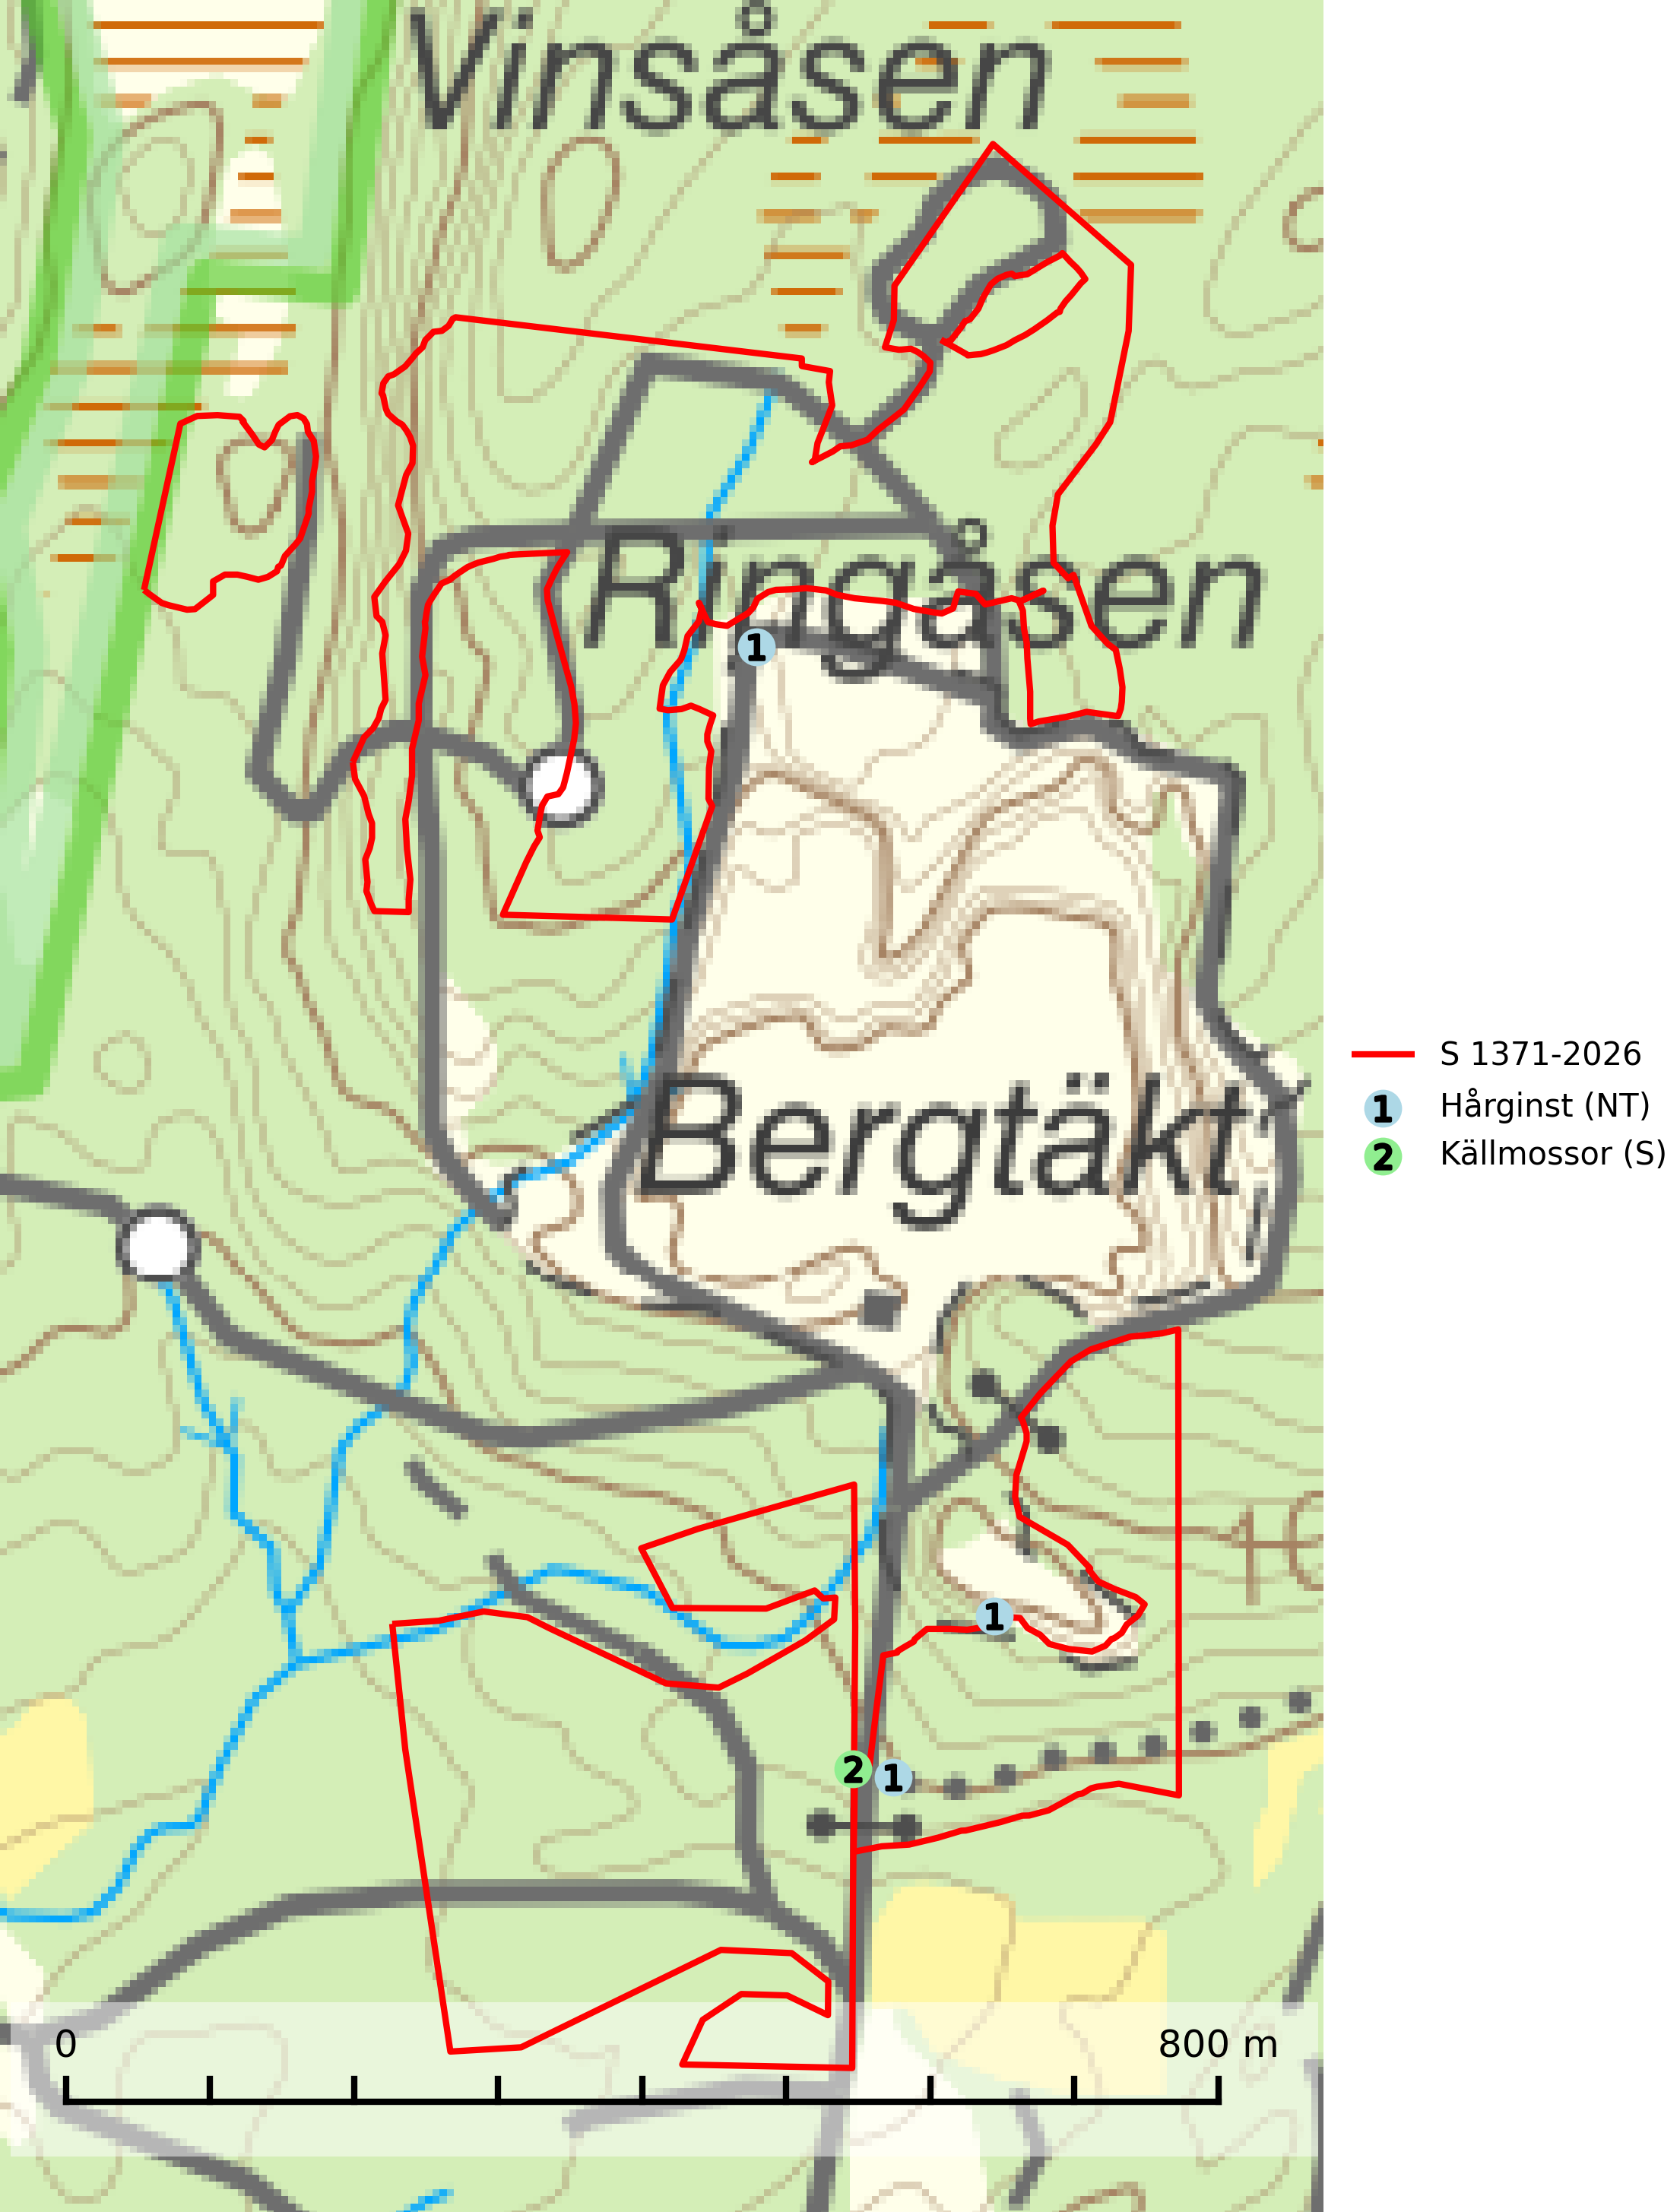 Vinsåsen
Ringåsen
1
Bergtäkt
1
2
1
0
800 m
S 1371-2026
1 Hårginst (NT)
2 Källmossor (S)